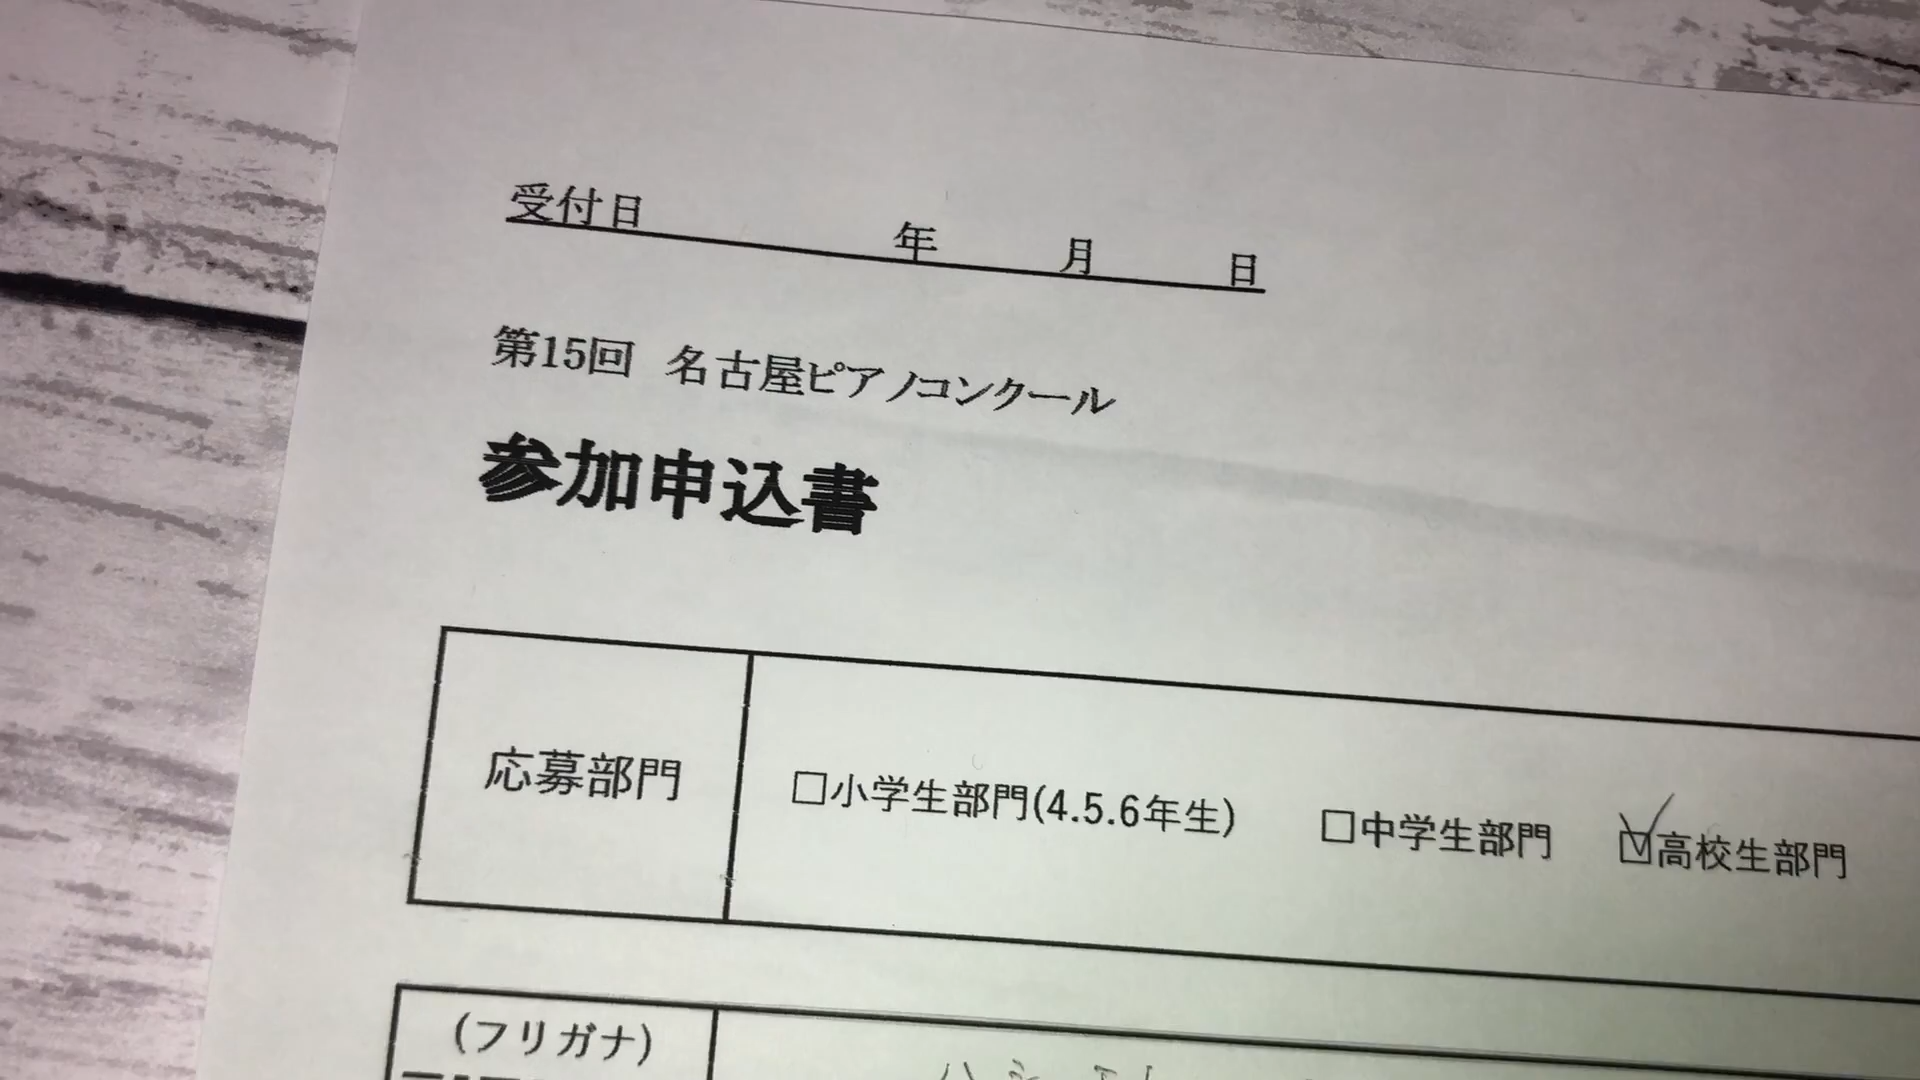 受付日 年 月 日
第15回 名古屋ピアノコンクール
参加申込書
応募部門 □小学生部門(4.5.6年生) □中学生部門 ☑高校生部門
(フリガナ)